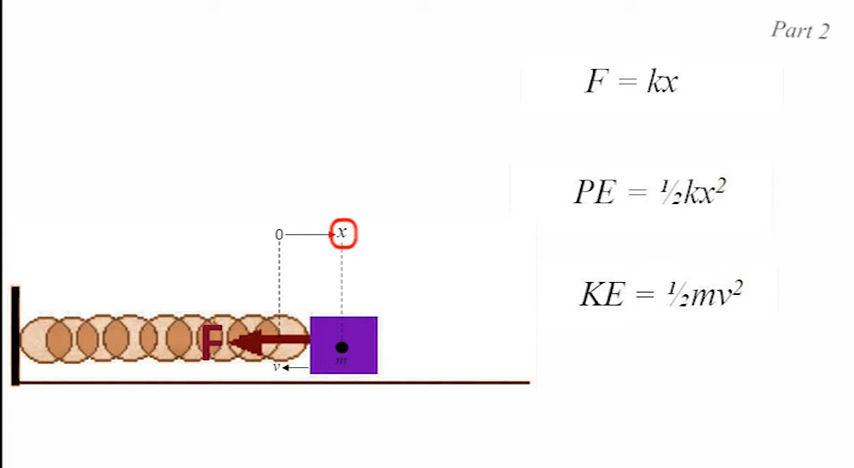 Part 2
F = kx
PE = ½kx²
0 x
KE = ½mv²
F
v m